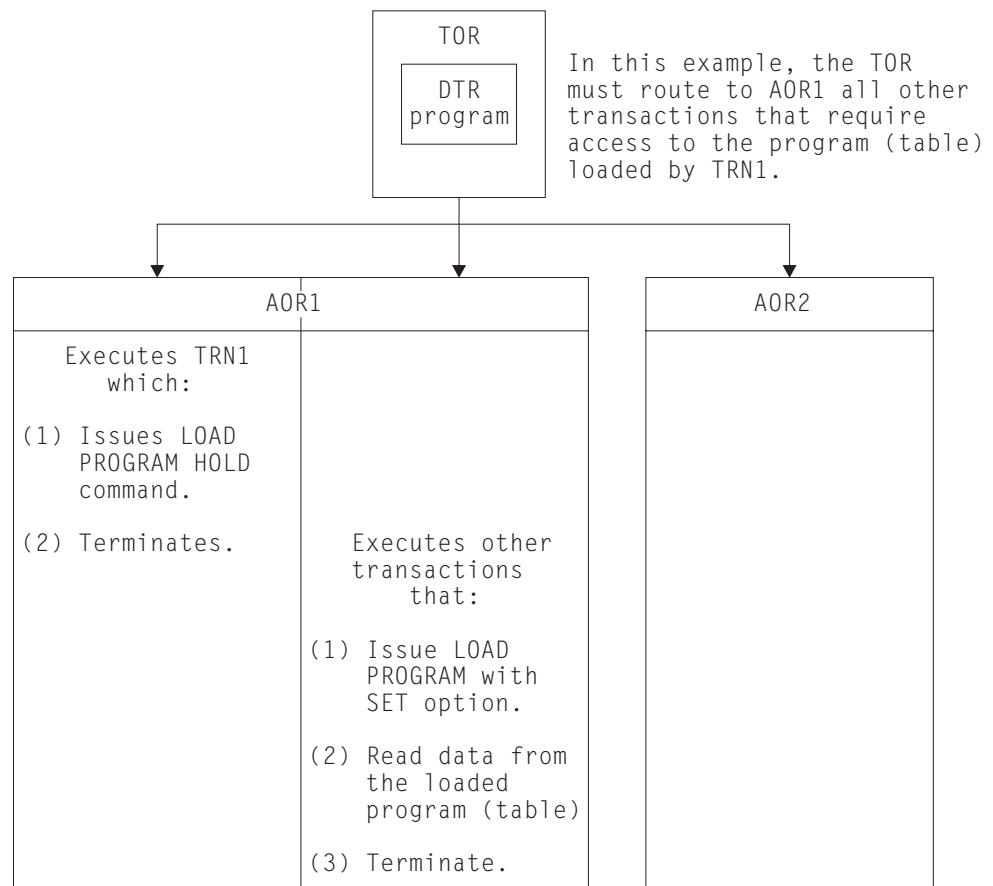 TOR
DTR
program
In this example, the TOR
must route to AOR1 all other
transactions that require
access to the program (table)
loaded by TRN1.
AOR1
AOR2
Executes TRN1
which:
(1) Issues LOAD
PROGRAM HOLD
command.
(2) Terminates.
Executes other
transactions
that:
(1) Issue LOAD
PROGRAM with
SET option.
(2) Read data from
the loaded
program (table)
(3) Terminate.